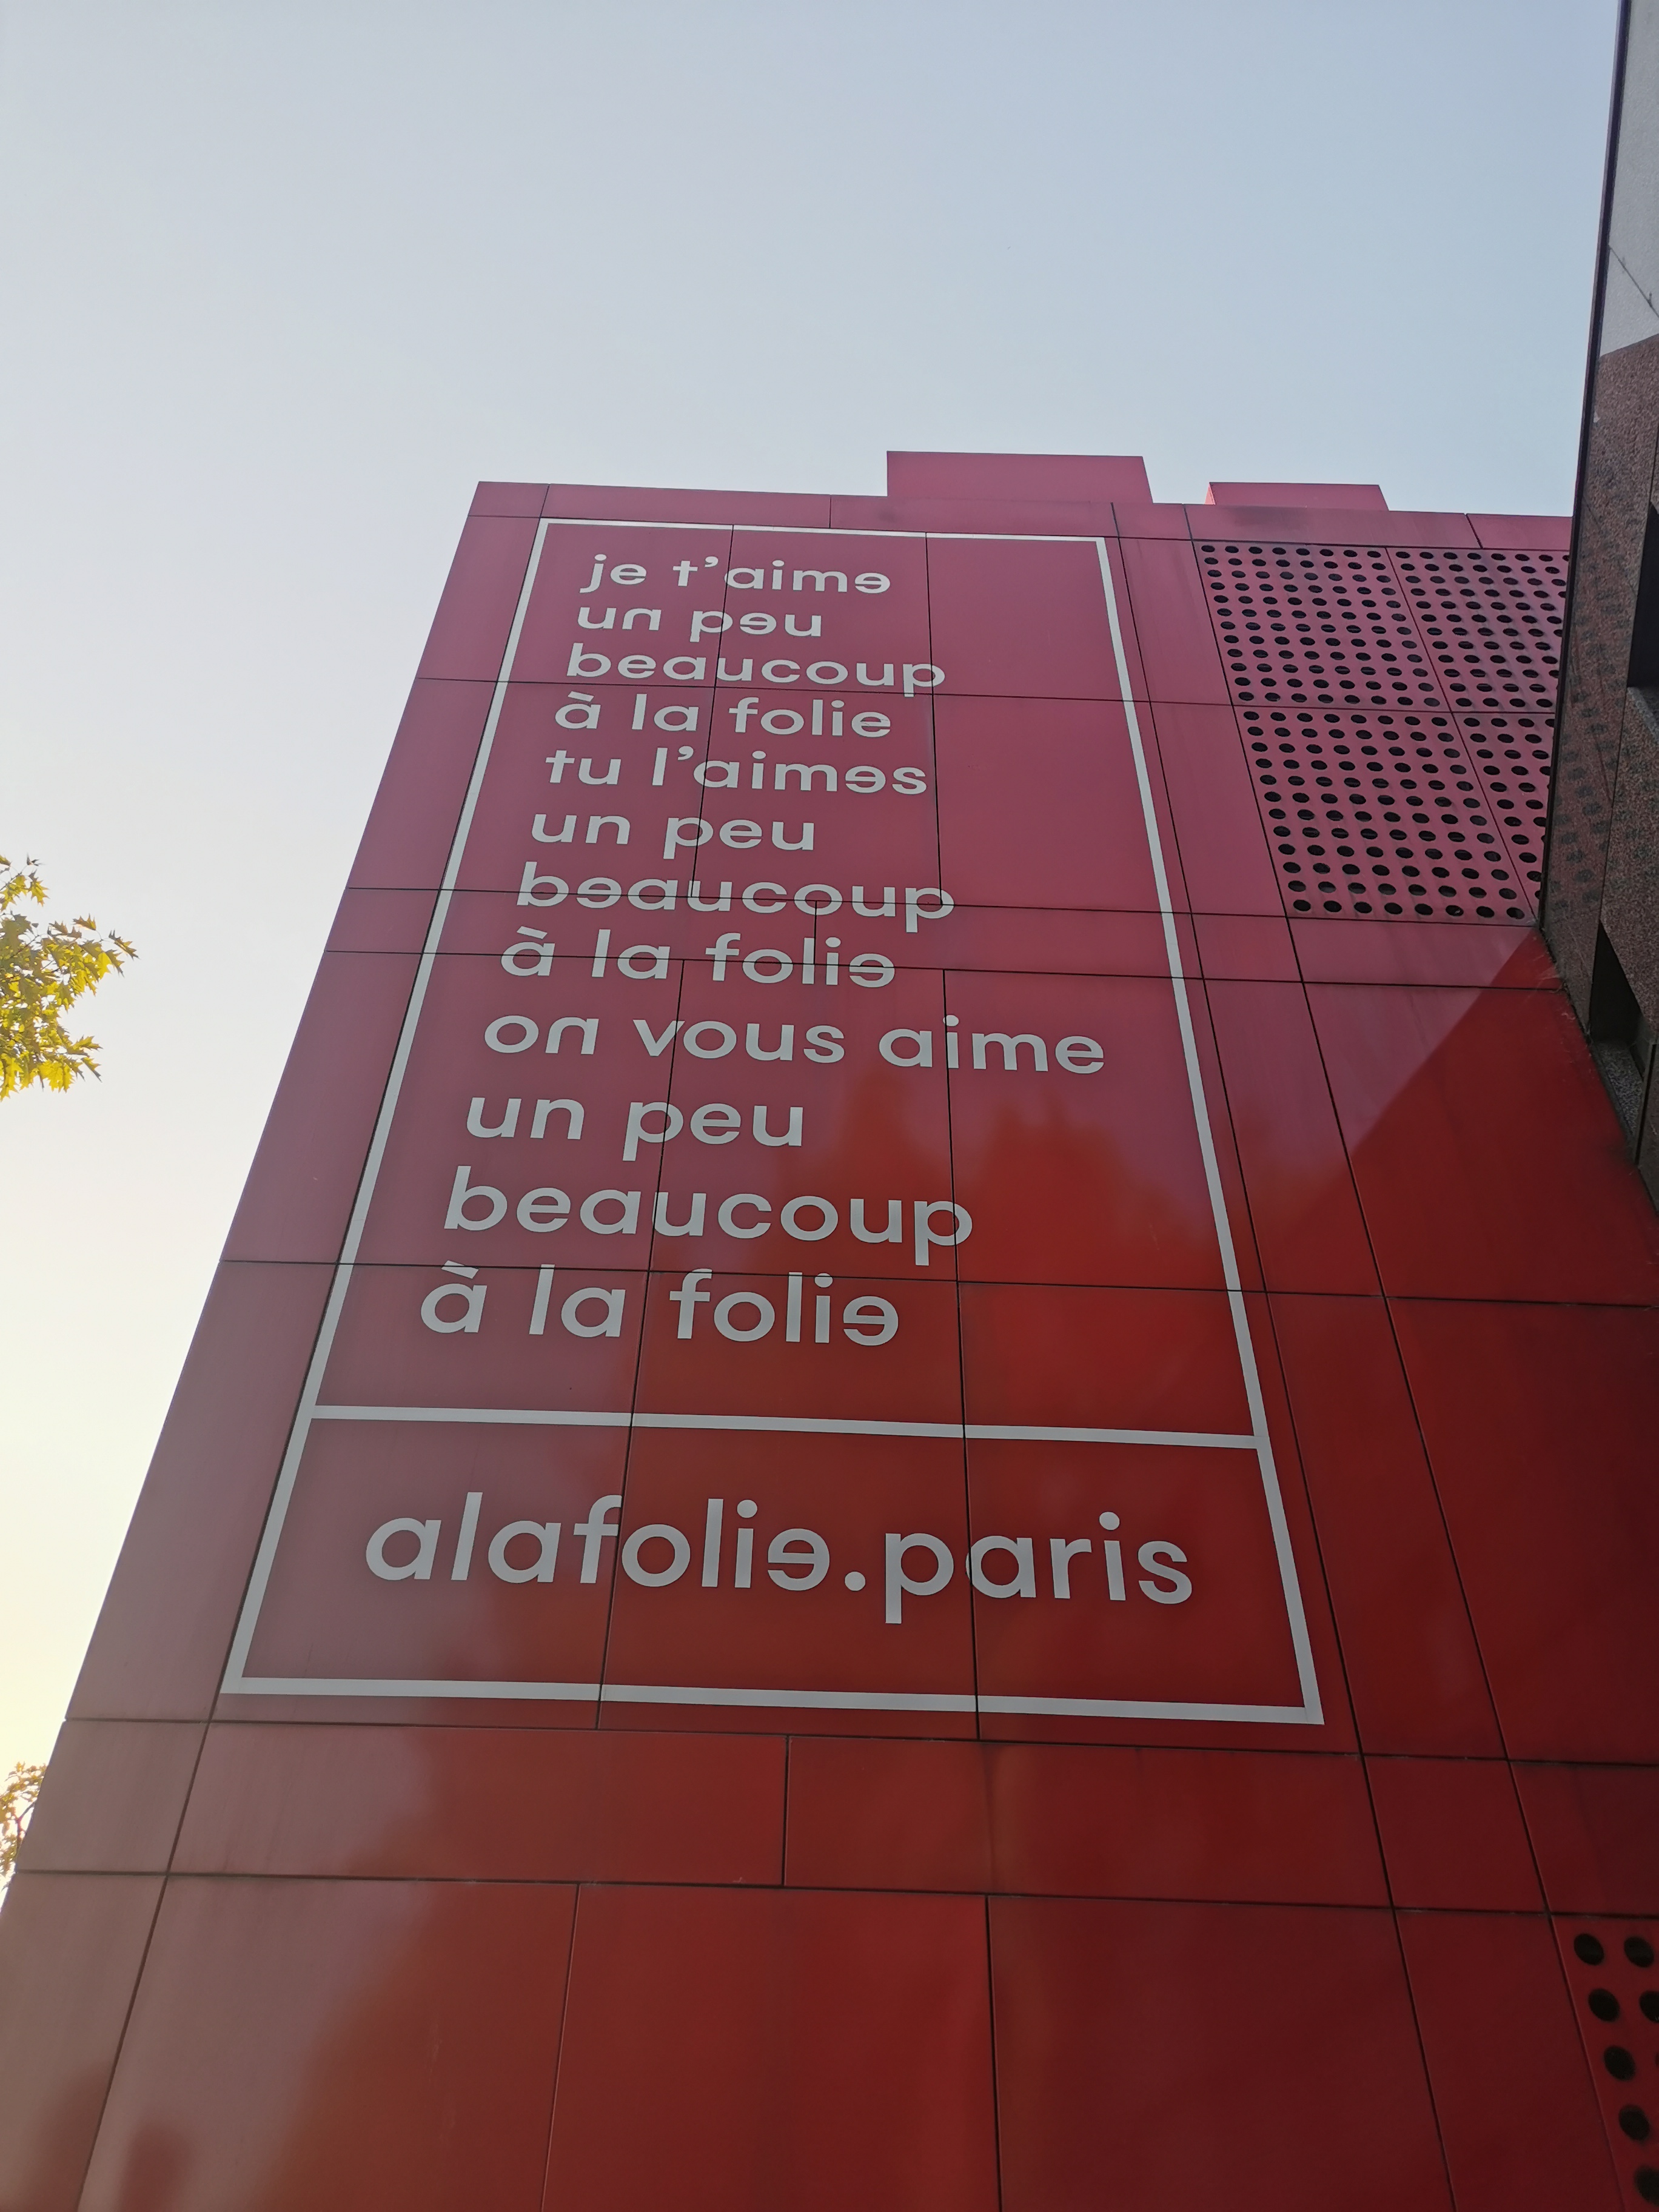 je t'aime
un peu
beaucoup
à la folie
tu l'aimes
un peu
beaucoup
à la folie
on vous aime
un peu
beaucoup
à la folie
alafolie.paris